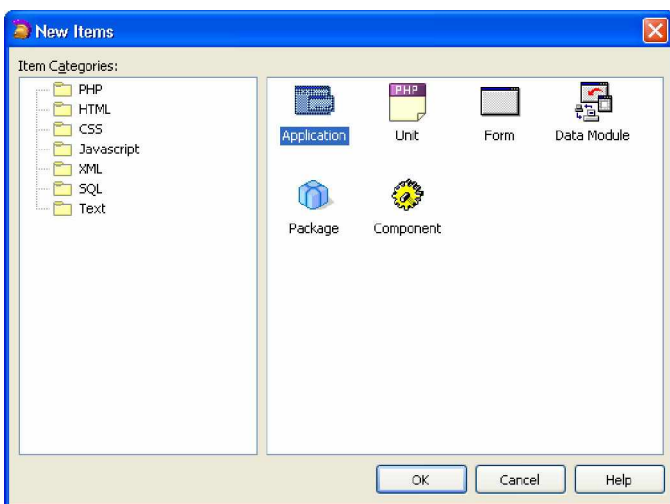 New Items
Item Categories:
PHP
HTML
CSS
Javascript
XML
SQL
Text
PHP
Application Unit Form Data Module
Package Component
OK Cancel Help